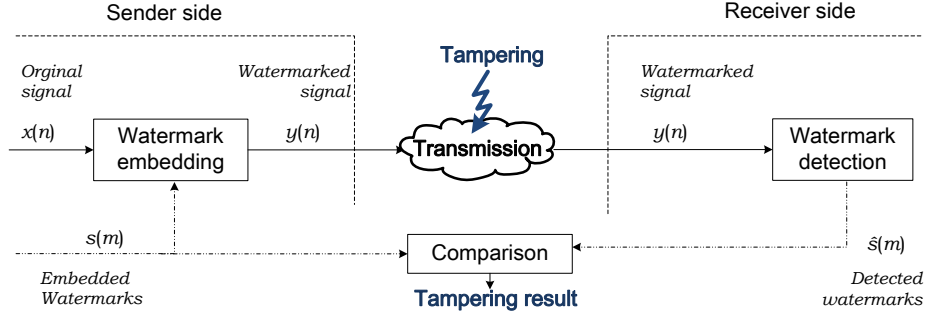 Sender side
Receiver side
Orginal
signal
Watermarked
signal
Tampering
Watermarked
signal
x(n)
Watermark
embedding
y(n)
Transmission
y(n)
Watermark
detection
s(m)
Comparison
ŝ(m)
Embedded
Watermarks
Tampering result
Detected
watermarks